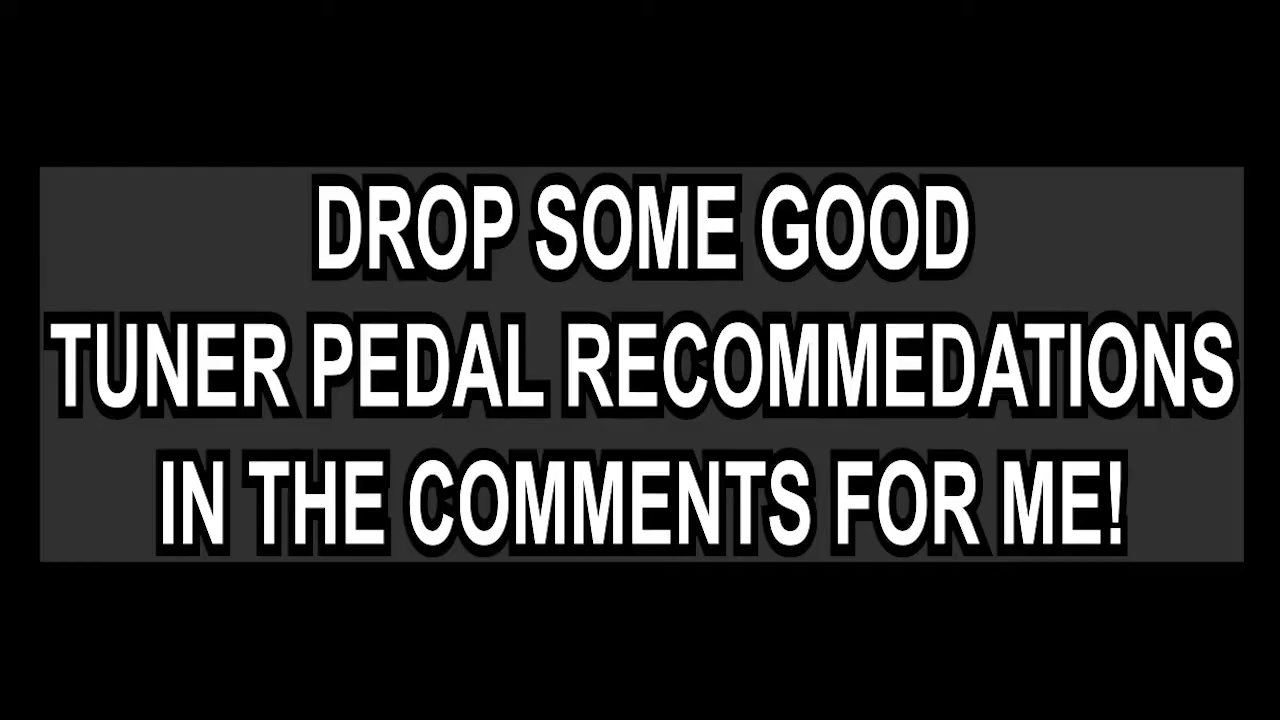 DROP SOME GOOD
TUNER PEDAL RECOMMEDATIONS
IN THE COMMENTS FOR ME!